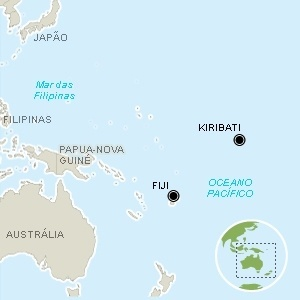 JAPÃO
Mar das
Filipinas
FILIPINAS
KIRIBATI
PAPUA-NOVA
GUINÉ
FIJI
OCEANO
PACÍFICO
AUSTRÁLIA